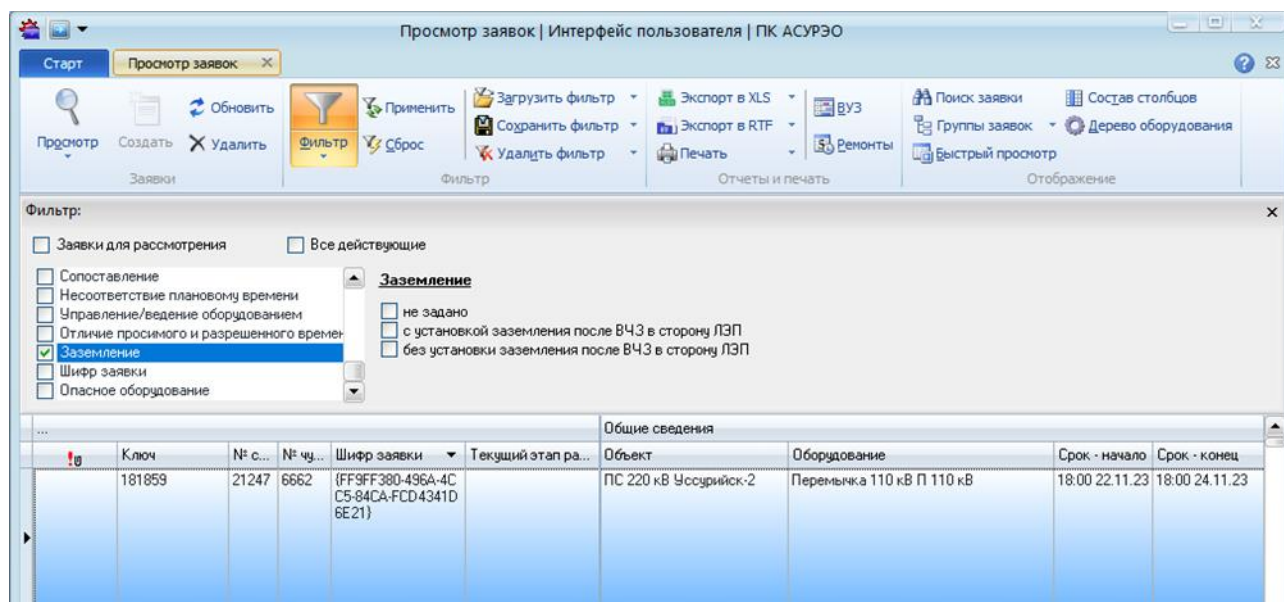 Просмотр заявок | Интерфейс пользователя | ПК АСУРЭО
Старт
Просмотр заявок
Просмотр
Создать
Обновить
Удалить
Заявки
Фильтр
Применить
Сброс
Загрузить фильтр
Сохранить фильтр
Удалить фильтр
Фильтр
Экспорт в XLS
Экспорт в RTF
Печать
ВУЗ
Ремонты
Отчеты и печать
Поиск заявки
Группы заявок
Быстрый просмотр
Состав столбцов
Дерево оборудования
Отображение
Фильтр:
Заявки для рассмотрения
Все действующие
Сопоставление
Несоответствие плановому времени
Управление/ведение оборудованием
Отличие просимого и разрешенного времен
Заземление
Шифр заявки
Опасное оборудование
Заземление
не задано
с установкой заземления после ВЧЗ в сторону ЛЭП
без установки заземления после ВЧЗ в сторону ЛЭП
... Общие сведения
Ключ № с... № чу... Шифр заявки Текущий этап ра... Объект Оборудование Срок - начало Срок - конец
181859 21247 6662 {FF9FF380-496A-4C ПС 220 кВ Уссурийск-2 Перемычка 110 кВ П 110 кВ 18:00 22.11.23 18:00 24.11.23
C5-84CA-FCD4341D
6E21}